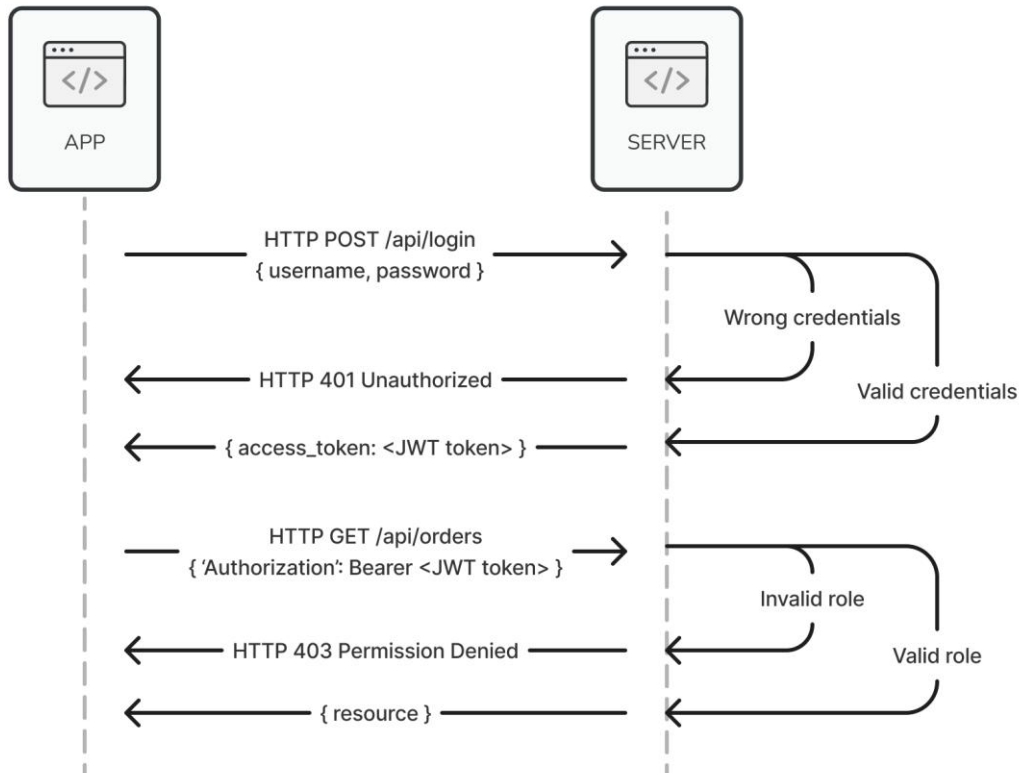 </>
APP
</>
SERVER
HTTP POST /api/login
{ username, password }
Wrong credentials
HTTP 401 Unauthorized
Valid credentials
{ access_token: <JWT token> }
HTTP GET /api/orders
{ ‘Authorization’: Bearer <JWT token> }
Invalid role
HTTP 403 Permission Denied
Valid role
{ resource }